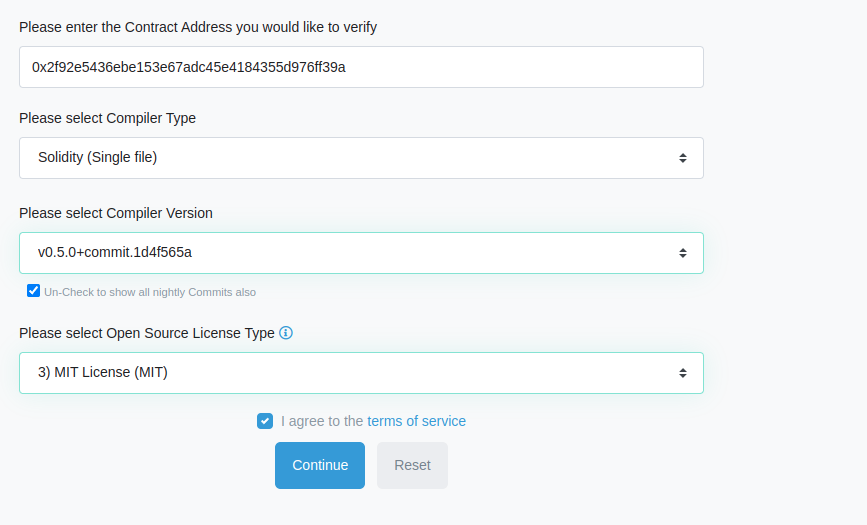 Please enter the Contract Address you would like to verify
0x2f92e5436ebe153e67adc45e4184355d976ff39a
Please select Compiler Type
Solidity (Single file)
Please select Compiler Version
v0.5.0+commit.1d4f565a
Un-Check to show all nightly Commits also
Please select Open Source License Type
3) MIT License (MIT)
I agree to the terms of service
Continue Reset